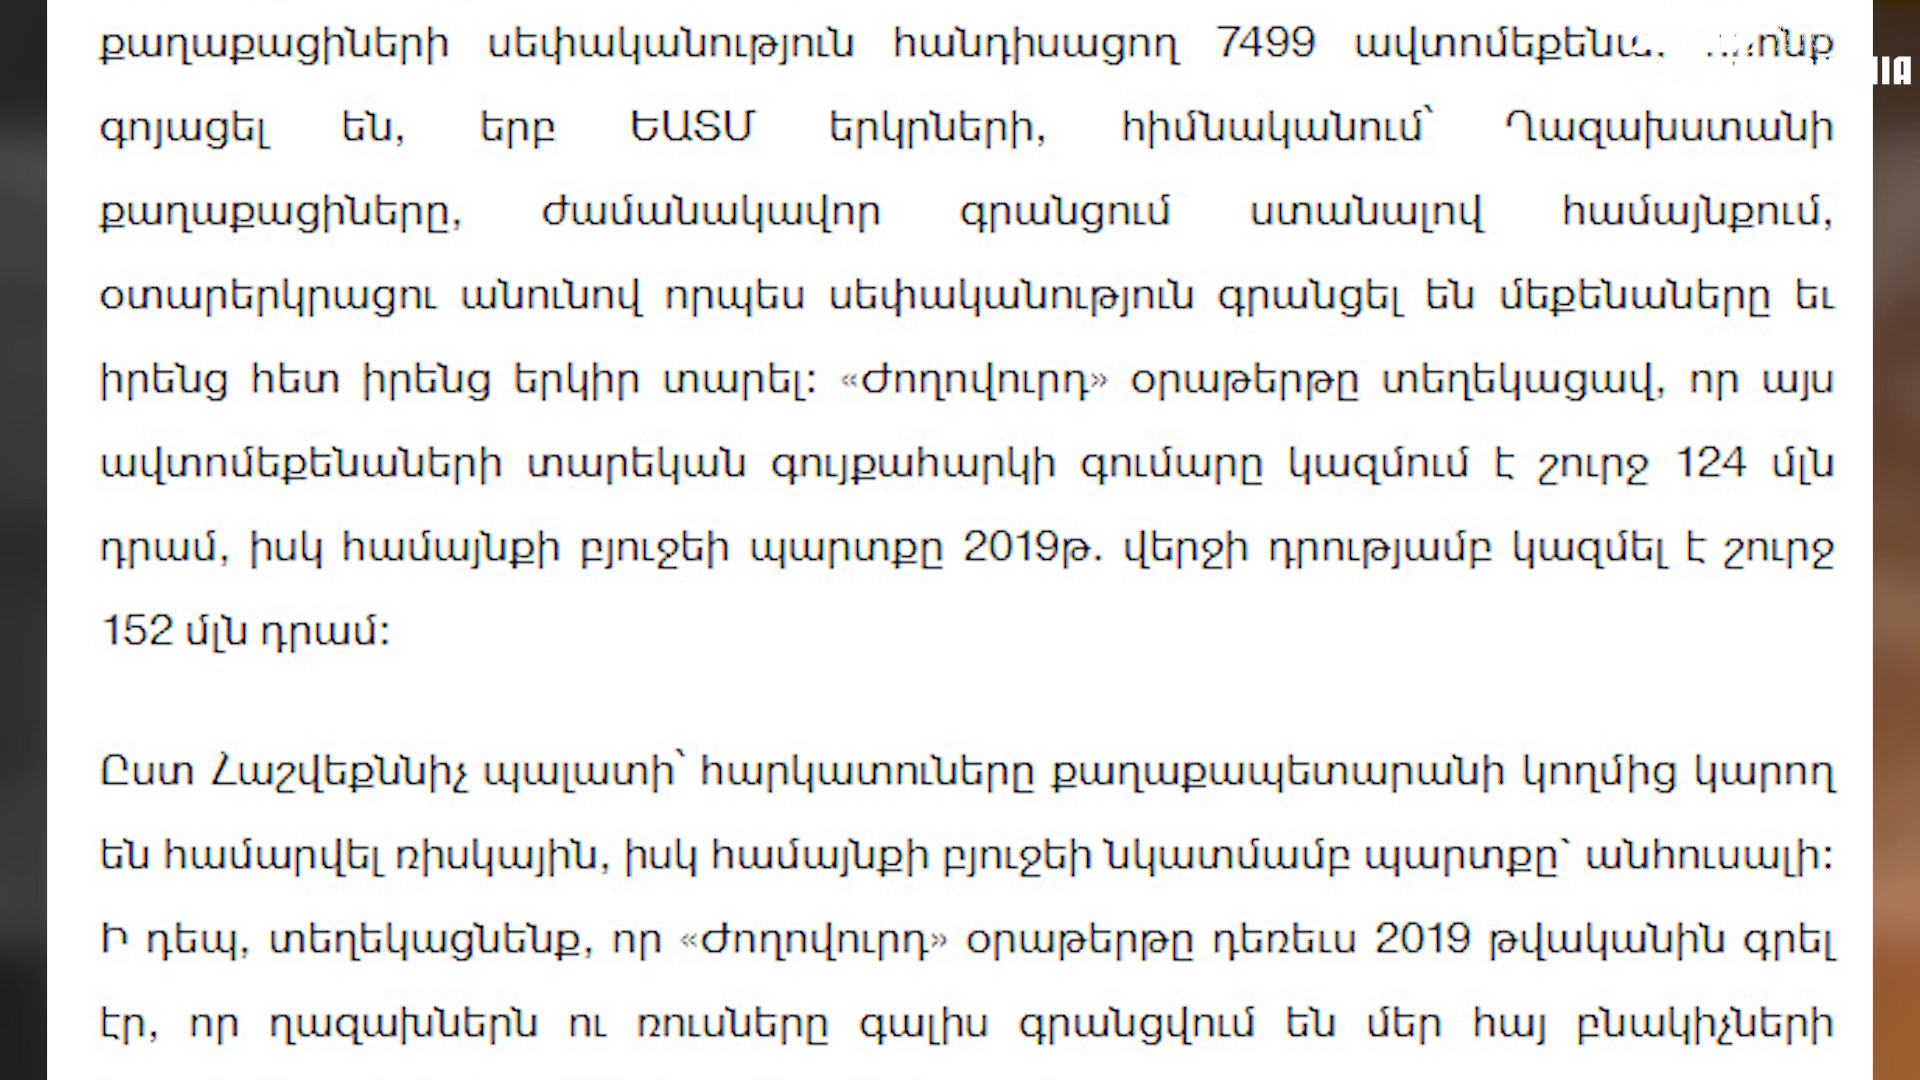 քաղաքացիների սեփականություն հանդիսացող 7499 ավտոմեքենա,
գոյացել են, երբ ԵԱՏՄ երկրների, հիմնականում՝ Ղազախստանի
քաղաքացիները, ժամանակավոր գրանցում ստանալով համայնքում,
օտարերկրացու անունով որպես սեփականություն գրանցել են մեքենաները եւ
իրենց հետ իրենց երկիր տարել: «Ժողովուրդ» օրաթերթը տեղեկացավ, որ այս
ավտոմեքենաների տարեկան գույքահարկի գումարը կազմում է շուրջ 124 մլն
դրամ, իսկ համայնքի բյուջեի պարտքը 2019թ. վերջի դրությամբ կազմել է շուրջ
152 մլն դրամ:
Ըստ Հաշվեքննիչ պալատի՝ հարկատուները քաղաքապետարանի կողմից կարող
են համարվել ռիսկային, իսկ համայնքի բյուջեի նկատմամբ պարտքը` անհուսալի:
Ի դեպ, տեղեկացնենք, որ «Ժողովուրդ» օրաթերթը դեռեւս 2019 թվականին գրել
էր, որ ղազախներն ու ռուսները գալիս գրանցվում են մեր հայ բնակիչների